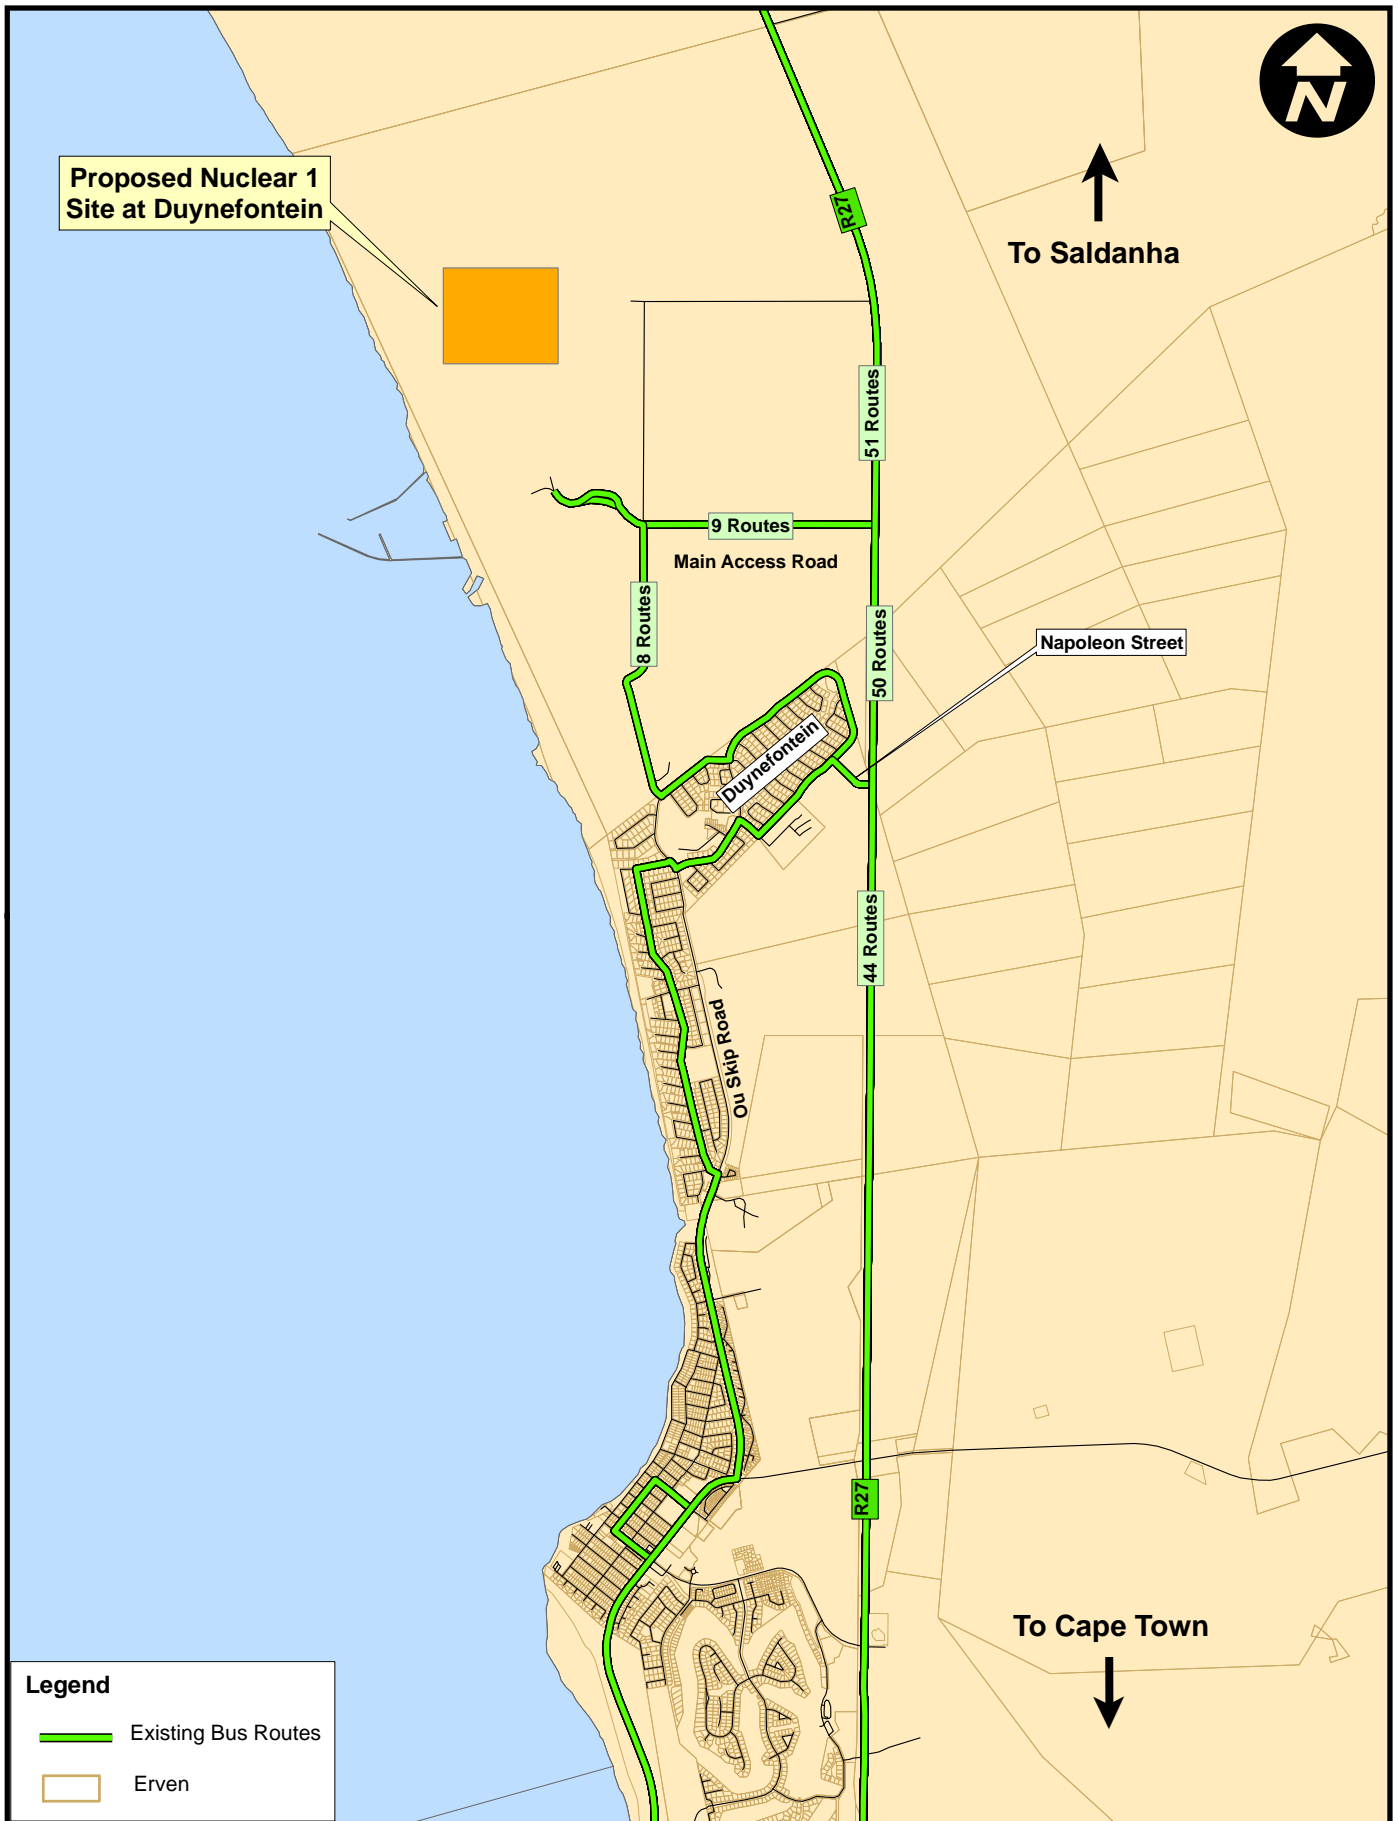 N
Proposed Nuclear 1
Site at Duynefontein
R27
To Saldanha
51 Routes
9 Routes
Main Access Road
8 Routes
50 Routes
Napoleon Street
Duynefontein
44 Routes
Ou Skip Road
R27
To Cape Town
Legend
Existing Bus Routes
Erven